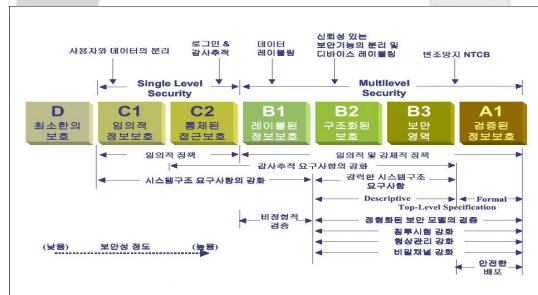 사용자와 데이터의 분리
로그인 &
감사추적
데이터
레이블링
신뢰성 있는
보안기능의 분리 및
디바이스 레이블링
변조방지 NTCB
Single Level
Security
Multilevel
Security
D
최소한의
보호
C1
임의적
정보보호
C2
통제된
접근보호
B1
레이블된
정보보호
B2
구조화된
보호
B3
보안
영역
A1
검증된
정보보호
임의적 정책
임의적 및 강제적 정책
감사추적 요구사항의 강화
시스템구조 요구사항의 강화
강력한 시스템구조
요구사항
Descriptive
Formal
Top-Level Specification
비정형적
검증
정형화된 보안 모델의 검증
침투시험 강화
형상관리 강화
비밀채널 강화
안전한
배포
(낮음)
보안성 정도
(높음)